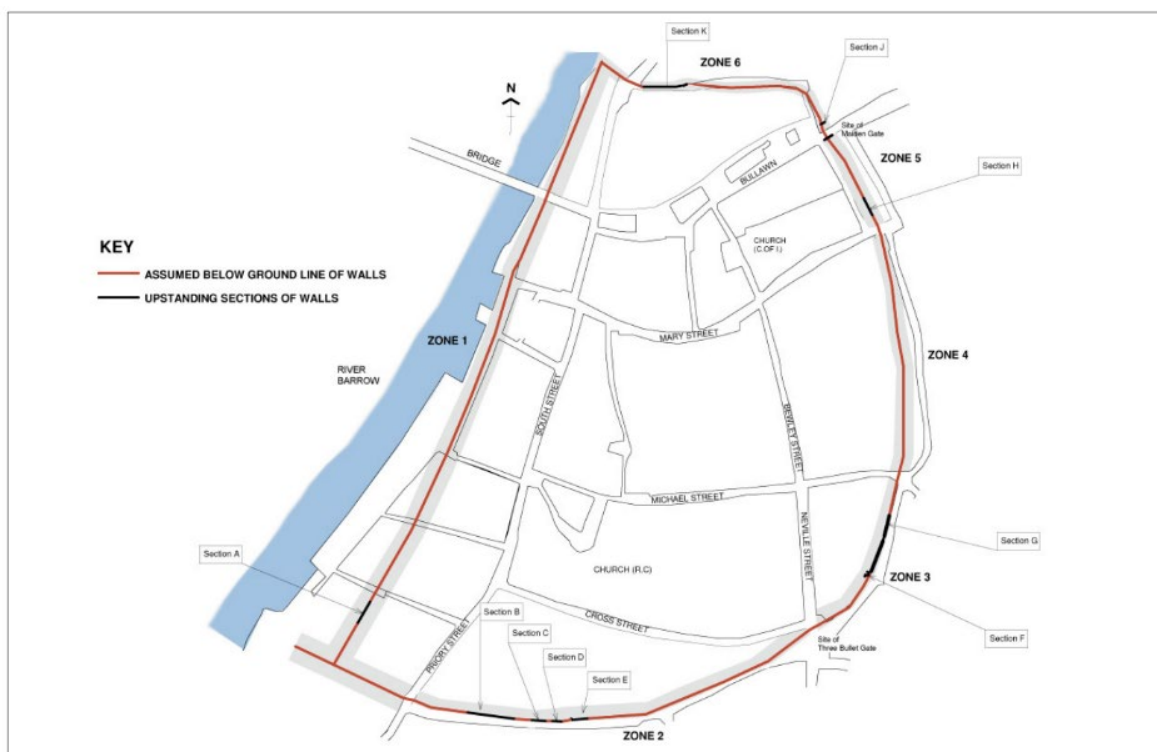 Section K
ZONE 6
Section J
N
Site of
Maiden Gate
BRIDGE
ZONE 5
BULLAWN
Section H
KEY
CHURCH
(C.OF I.)
ASSUMED BELOW GROUND LINE OF WALLS
UPSTANDING SECTIONS OF WALLS
ZONE 1
MARY STREET
ZONE 4
RIVER
BARROW
SOUTH STREET
BEWLEY STREET
MICHAEL STREET
NEVILLE STREET
Section G
Section A
CHURCH (R.C)
ZONE 3
Section B
CROSS STREET
Section C
PRIORY STREET
Section F
Site of
Three Bullet Gate
Section D
Section E
ZONE 2